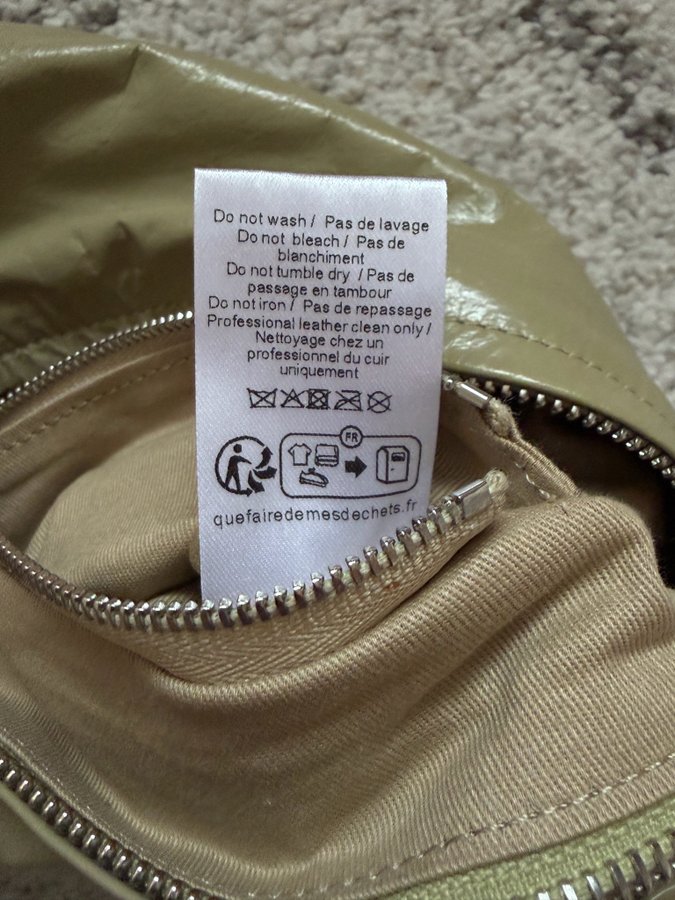 Do not wash / Pas de lavage
Do not bleach / Pas de
blanchiment
Do not tumble dry / Pas de
passage en tambour
Do not iron / Pas de repassage
Professional leather clean only /
Nettoyage chez un
professionnel du cuir
uniquement
FR
quefairedemesdechets.fr